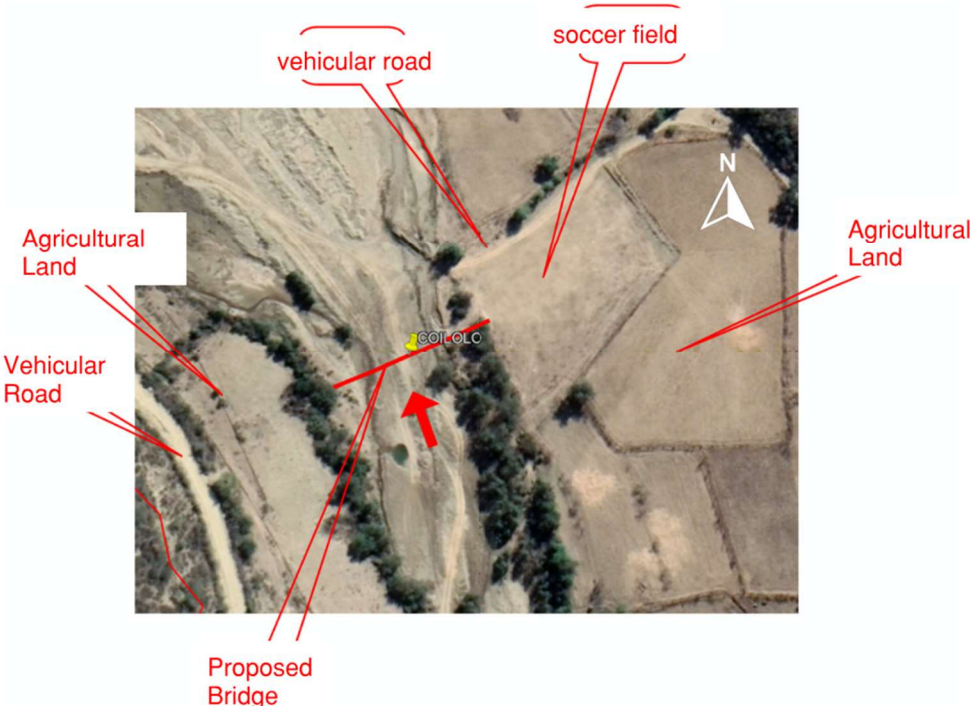 soccer field
vehicular road
N
Agricultural
Land
Agricultural
Land
COILOLO
Vehicular
Road
Proposed
Bridge